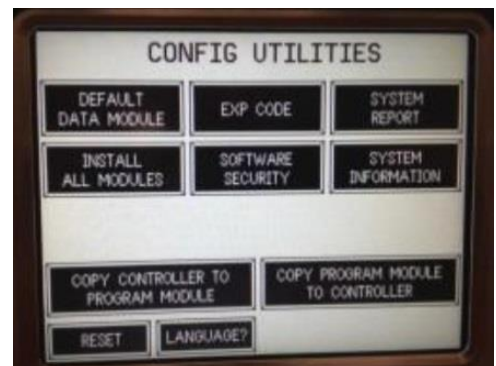 CONFIG UTILITIES
DEFAULT
DATA MODULE
EXP CODE
SYSTEM
REPORT
INSTALL
ALL MODULES
SOFTWARE
SECURITY
SYSTEM
INFORMATION
COPY CONTROLLER TO
PROGRAM MODULE
COPY PROGRAM MODULE
TO CONTROLLER
RESET
LANGUAGE?